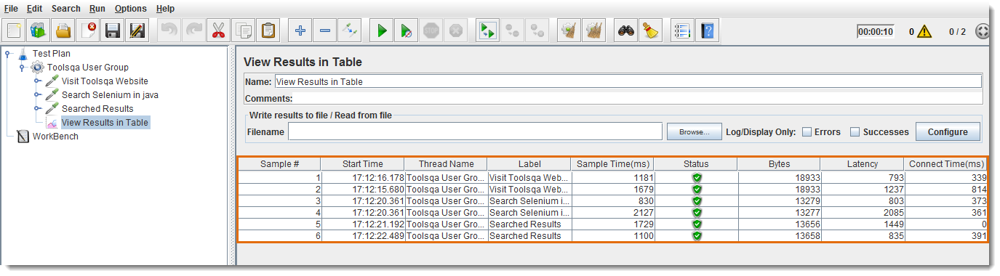 File Edit Search Run Options Help
STOP 00:00:10 0 0 / 2
Test Plan
Toolsqa User Group
Visit Toolsqa Website
Search Selenium in java
Searched Results
View Results in Table
WorkBench
View Results in Table
Name: View Results in Table
Comments:
Write results to file / Read from file
Filename Browse... Log/Display Only: Errors Successes Configure
Sample # Start Time Thread Name Label Sample Time(ms) Status Bytes Latency Connect Time(ms)
1 17:12:16.178 Toolsqa User Gro... Visit Toolsqa Web... 1181 18933 793 339
2 17:12:15.680 Toolsqa User Gro... Visit Toolsqa Web... 1679 18933 1237 814
3 17:12:20.361 Toolsqa User Gro... Search Selenium i... 830 13279 803 373
4 17:12:20.361 Toolsqa User Gro... Search Selenium i... 2127 13277 2085 361
5 17:12:21.192 Toolsqa User Gro... Searched Results 1729 13656 1449 0
6 17:12:22.489 Toolsqa User Gro... Searched Results 1100 13658 835 391